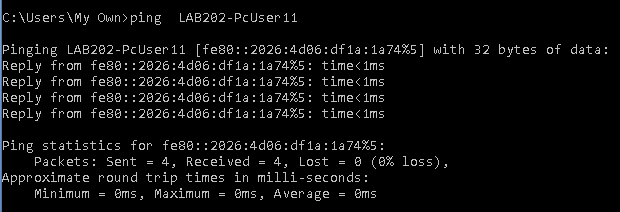 C:\Users\My Own>ping  LAB202-PcUser11
Pinging LAB202-PcUser11 [fe80::2026:4d06:df1a:1a74%5] with 32 bytes of data:
Reply from fe80::2026:4d06:df1a:1a74%5: time<1ms
Reply from fe80::2026:4d06:df1a:1a74%5: time<1ms
Reply from fe80::2026:4d06:df1a:1a74%5: time<1ms
Reply from fe80::2026:4d06:df1a:1a74%5: time<1ms
Ping statistics for fe80::2026:4d06:df1a:1a74%5:
    Packets: Sent = 4, Received = 4, Lost = 0 (0% loss),
Approximate round trip times in milli-seconds:
    Minimum = 0ms, Maximum = 0ms, Average = 0ms